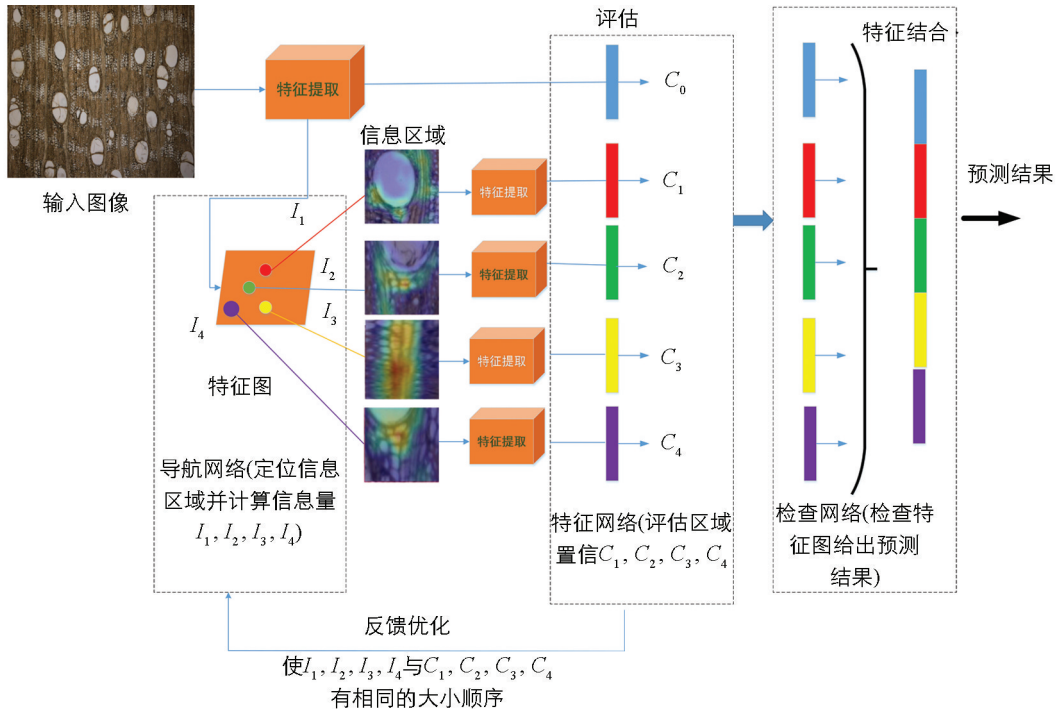 评估
特征结合
特征提取
C₀
信息区域
输入图像
特征提取
C₁
预测结果
I₁
I₂
特征提取
C₂
I₃
I₄
特征提取
C₃
特征图
特征提取
C₄
导航网络(定位信息
区域并计算信息量
I₁, I₂, I₃, I₄)
特征网络(评估区域
置信C₁, C₂, C₃, C₄
检查网络(检查特
征图给出预测
结果)
反馈优化
使I₁, I₂, I₃, I₄与C₁, C₂, C₃, C₄
有相同的大小顺序